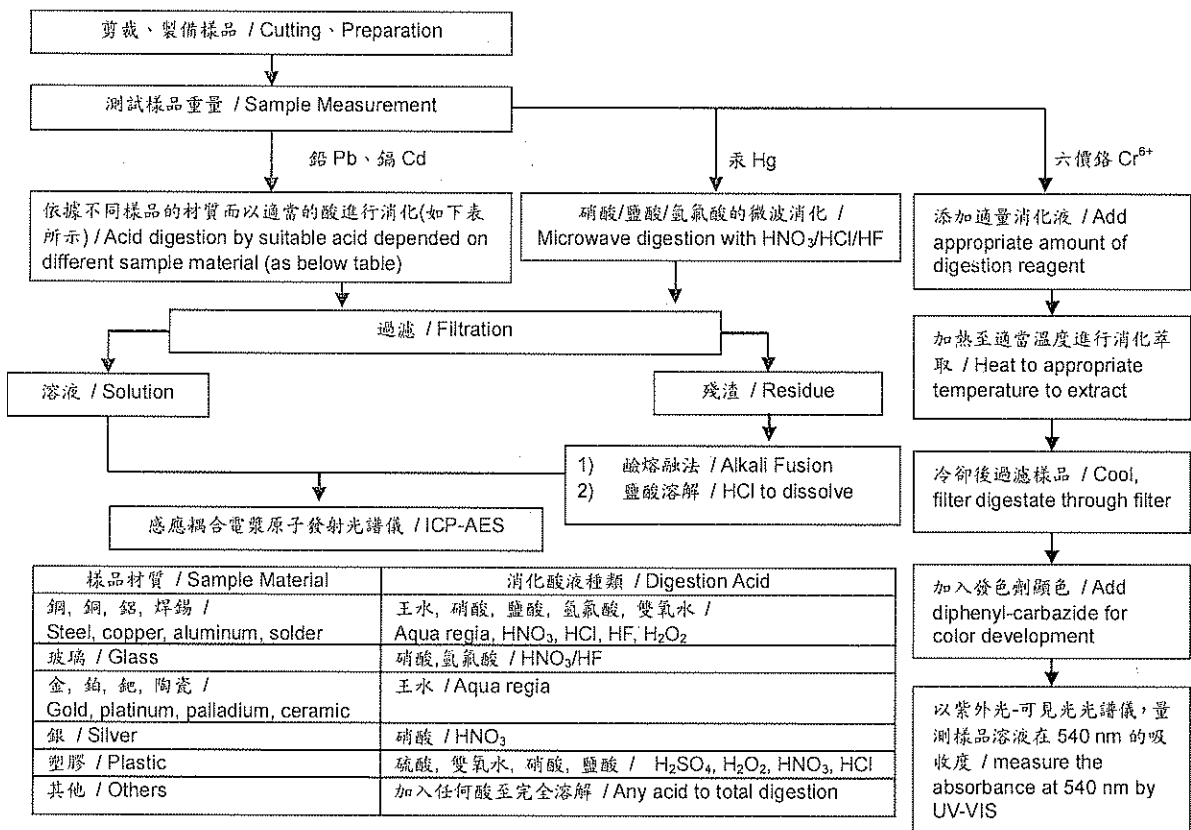 剪裁、製備樣品 / Cutting、Preparation
測試樣品重量 / Sample Measurement
鉛 Pb、鎘 Cd
汞 Hg
六價鉻 Cr⁶⁺
依據不同樣品的材質而以適當的酸進行消化(如下表
所示) / Acid digestion by suitable acid depended on
different sample material (as below table)
硝酸/鹽酸/氫氟酸的微波消化 /
Microwave digestion with HNO₃/HCl/HF
添加適量消化液 / Add
appropriate amount of
digestion reagent
過濾 / Filtration
加熱至適當溫度進行消化萃
取 / Heat to appropriate
temperature to extract
溶液 / Solution
殘渣 / Residue
1) 鹼熔融法 / Alkali Fusion
2) 鹽酸溶解 / HCl to dissolve
冷卻後過濾樣品 / Cool,
filter digestate through filter
感應耦合電漿原子發射光譜儀 / ICP-AES
加入發色劑顯色 / Add
diphenyl-carbazide for
color development
以紫外光-可見光光譜儀，量
測樣品溶液在 540 nm 的吸
收度 / measure the
absorbance at 540 nm by
UV-VIS
樣品材質 / Sample Material
消化酸液種類 / Digestion Acid
鋼, 銅, 鋁, 焊錫 /
Steel, copper, aluminum, solder
王水, 硝酸, 鹽酸, 氫氟酸, 雙氧水 /
Aqua regia, HNO₃, HCl, HF, H₂O₂
玻璃 / Glass
硝酸,氫氟酸 / HNO₃/HF
金, 鉑, 鈀, 陶瓷 /
Gold, platinum, palladium, ceramic
王水 / Aqua regia
銀 / Silver
硝酸 / HNO₃
塑膠 / Plastic
硫酸, 雙氧水, 硝酸, 鹽酸 / H₂SO₄, H₂O₂, HNO₃, HCl
其他 / Others
加入任何酸至完全溶解 / Any acid to total digestion